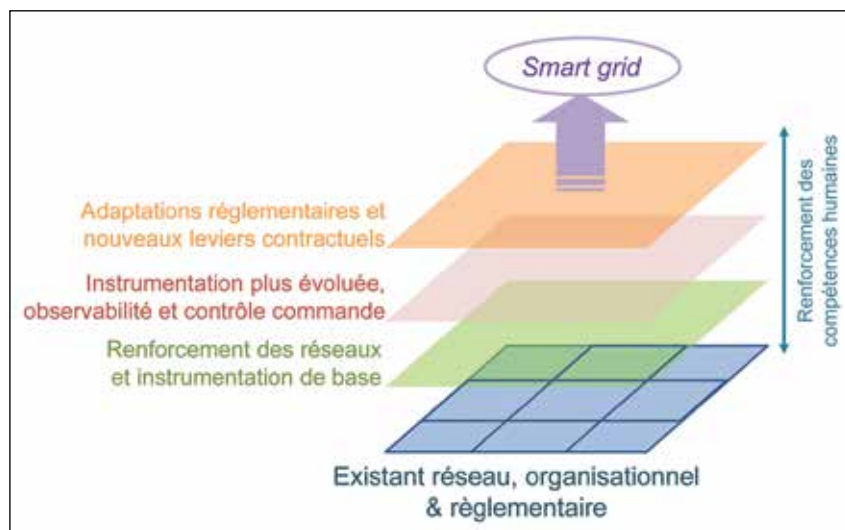 Smart grid
Adaptations réglementaires et
nouveaux leviers contractuels
Instrumentation plus évoluée,
observabilité et contrôle commande
Renforcement des réseaux
et instrumentation de base
Existant réseau, organisationnel
& règlementaire
Renforcement des
compétences humaines